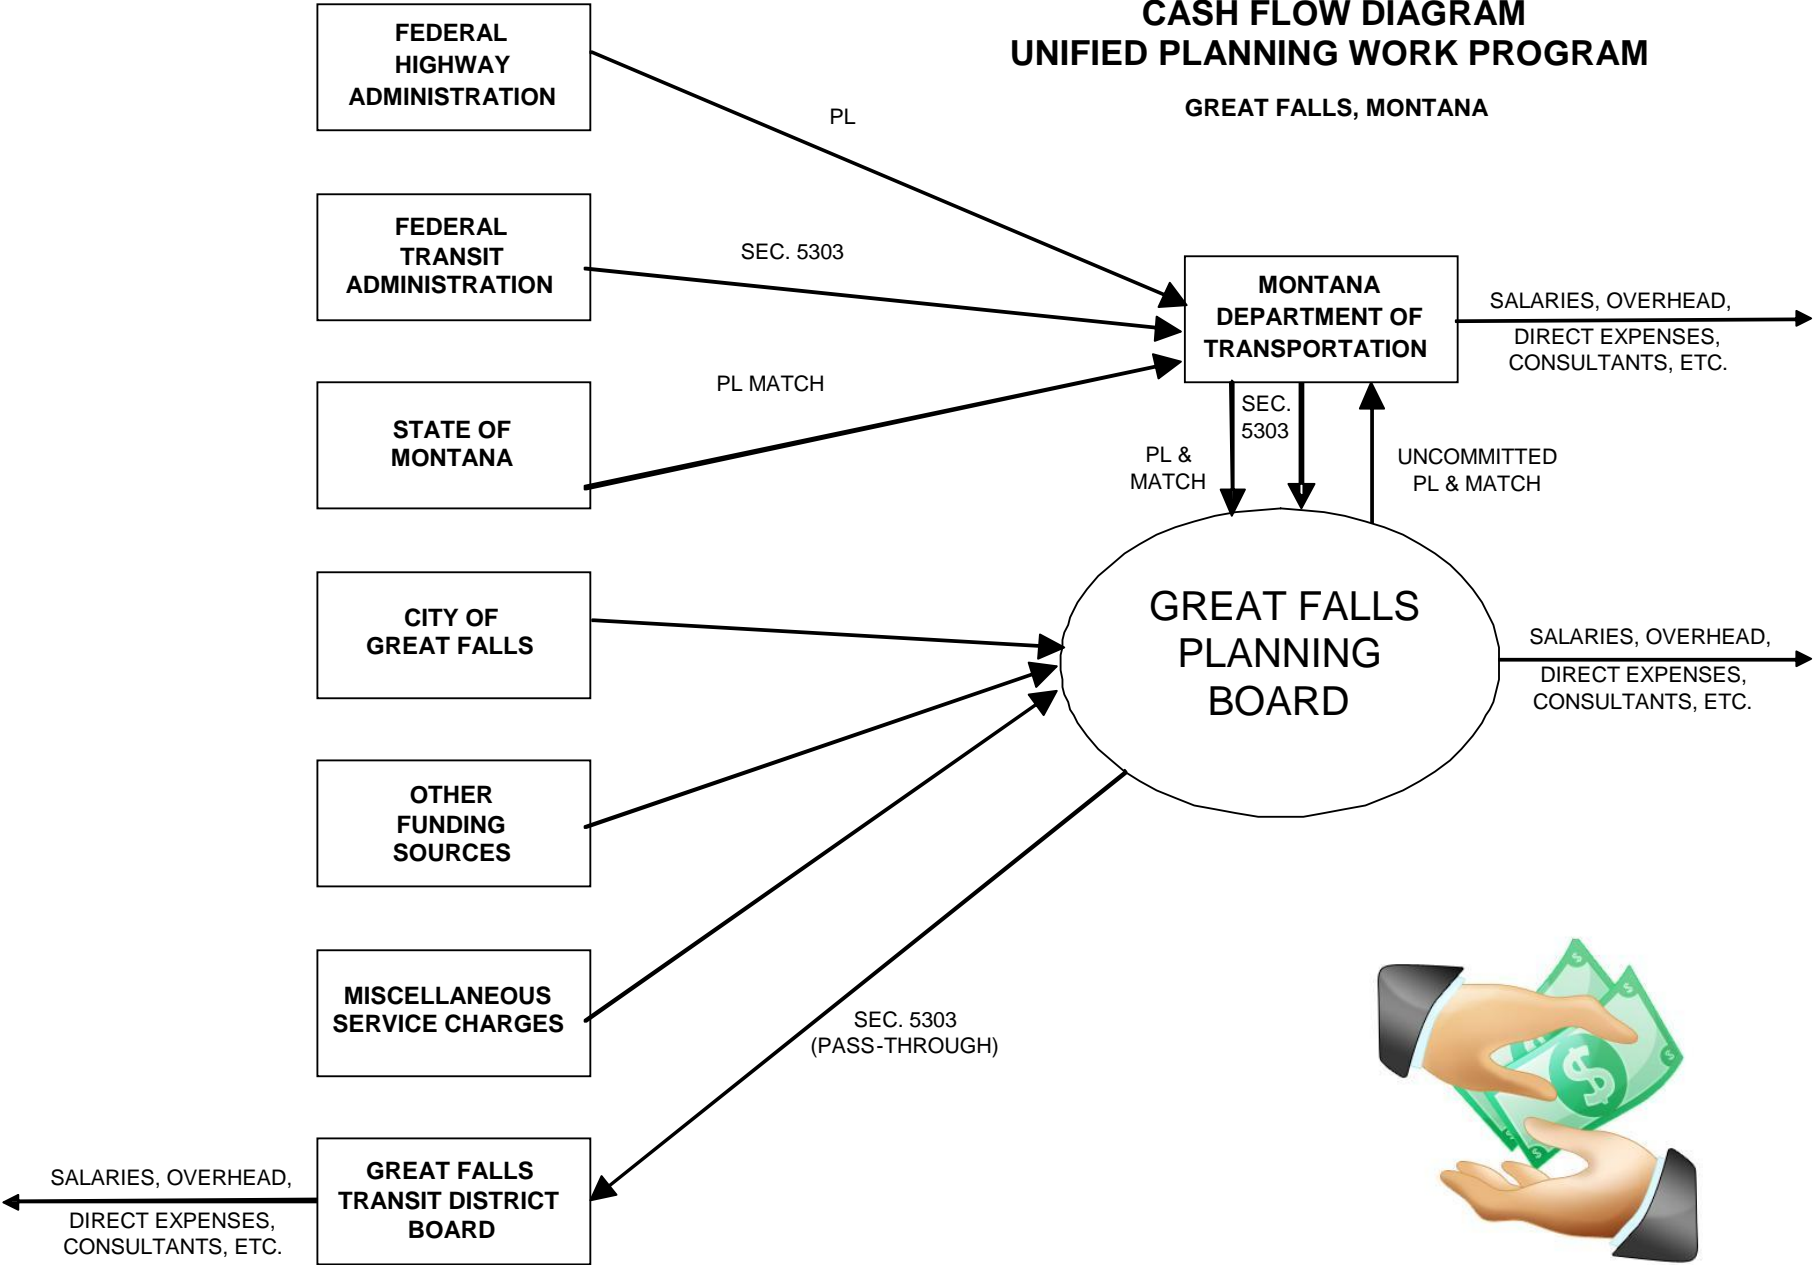 CASH FLOW DIAGRAM
UNIFIED PLANNING WORK PROGRAM
GREAT FALLS, MONTANA
FEDERAL
HIGHWAY
ADMINISTRATION
PL
FEDERAL
TRANSIT
ADMINISTRATION
SEC. 5303
STATE OF
MONTANA
PL MATCH
MONTANA
DEPARTMENT OF
TRANSPORTATION
SALARIES, OVERHEAD,
DIRECT EXPENSES,
CONSULTANTS, ETC.
PL &
MATCH
SEC.
5303
UNCOMMITTED
PL & MATCH
CITY OF
GREAT FALLS
GREAT FALLS
PLANNING
BOARD
SALARIES, OVERHEAD,
DIRECT EXPENSES,
CONSULTANTS, ETC.
OTHER
FUNDING
SOURCES
MISCELLANEOUS
SERVICE CHARGES
SEC. 5303
(PASS-THROUGH)
GREAT FALLS
TRANSIT DISTRICT
BOARD
SALARIES, OVERHEAD,
DIRECT EXPENSES,
CONSULTANTS, ETC.
$
$
$
$
$